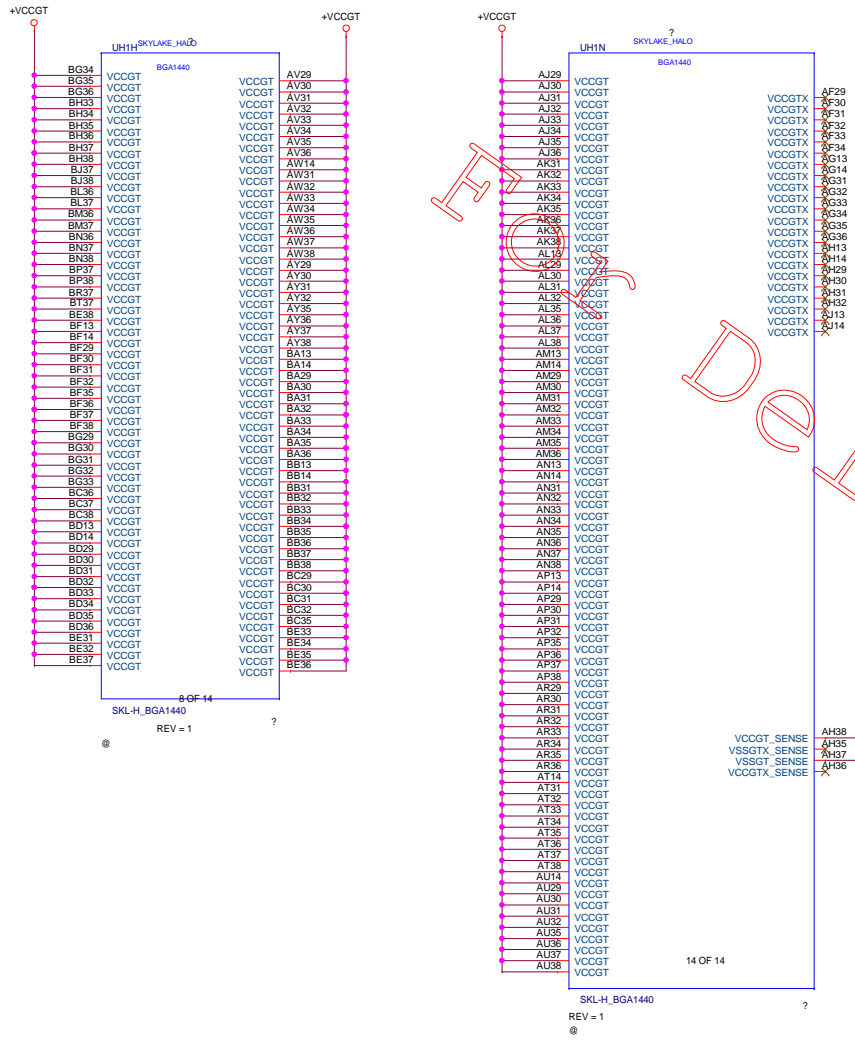 +VCCGT
+VCCGT
UH1H
SKYLAKE_HALO
?
BGA1440
BG34 VCCGT VCCGT AV29
BG35 VCCGT VCCGT AV30
BG36 VCCGT VCCGT AV31
BH33 VCCGT VCCGT AV32
BH34 VCCGT VCCGT AV33
BH35 VCCGT VCCGT AV34
BH36 VCCGT VCCGT AV35
BH37 VCCGT VCCGT AV36
BH38 VCCGT VCCGT AW14
BJ37 VCCGT VCCGT AW31
BJ38 VCCGT VCCGT AW32
BL36 VCCGT VCCGT AW33
BL37 VCCGT VCCGT AW34
BM36 VCCGT VCCGT AW35
BM37 VCCGT VCCGT AW36
BN36 VCCGT VCCGT AW37
BN37 VCCGT VCCGT AW38
BN38 VCCGT VCCGT AY29
BP37 VCCGT VCCGT AY30
BP38 VCCGT VCCGT AY31
BR37 VCCGT VCCGT AY32
BT37 VCCGT VCCGT AY35
BE38 VCCGT VCCGT AY36
BF13 VCCGT VCCGT AY37
BF14 VCCGT VCCGT AY38
BF29 VCCGT VCCGT BA13
BF30 VCCGT VCCGT BA14
BF31 VCCGT VCCGT BA29
BF32 VCCGT VCCGT BA30
BF35 VCCGT VCCGT BA31
BF36 VCCGT VCCGT BA32
BF37 VCCGT VCCGT BA33
BF38 VCCGT VCCGT BA34
BG29 VCCGT VCCGT BA35
BG30 VCCGT VCCGT BA36
BG31 VCCGT VCCGT BB13
BG32 VCCGT VCCGT BB14
BG33 VCCGT VCCGT BB31
BC36 VCCGT VCCGT BB32
BC37 VCCGT VCCGT BB33
BC38 VCCGT VCCGT BB34
BD13 VCCGT VCCGT BB35
BD14 VCCGT VCCGT BB36
BD29 VCCGT VCCGT BB37
BD30 VCCGT VCCGT BB38
BD31 VCCGT VCCGT BC29
BD32 VCCGT VCCGT BC30
BD33 VCCGT VCCGT BC31
BD34 VCCGT VCCGT BC32
BD35 VCCGT VCCGT BC35
BD36 VCCGT VCCGT BE33
BE31 VCCGT VCCGT BE34
BE32 VCCGT VCCGT BE35
BE37 VCCGT VCCGT BE36
8 OF 14
SKL-H_BGA1440
REV = 1
?
@
+VCCGT
UH1N
SKYLAKE_HALO
?
BGA1440
AJ29 VCCGT
AJ30 VCCGT
AJ31 VCCGT
AJ32 VCCGT
AJ33 VCCGT
AJ34 VCCGT
AJ35 VCCGT
AJ36 VCCGT
AK31 VCCGT
AK32 VCCGT
AK33 VCCGT
AK34 VCCGT
AK35 VCCGT
AK36 VCCGT
AK37 VCCGT
AK38 VCCGT
AL13 VCCGT
AL29 VCCGT
AL30 VCCGT
AL31 VCCGT
AL32 VCCGT
AL35 VCCGT
AL36 VCCGT
AL37 VCCGT
AL38 VCCGT
AM13 VCCGT
AM14 VCCGT
AM29 VCCGT
AM30 VCCGT
AM31 VCCGT
AM32 VCCGT
AM33 VCCGT
AM34 VCCGT
AM35 VCCGT
AM36 VCCGT
AN13 VCCGT
AN14 VCCGT
AN31 VCCGT
AN32 VCCGT
AN33 VCCGT
AN34 VCCGT
AN35 VCCGT
AN36 VCCGT
AN37 VCCGT
AN38 VCCGT
AP13 VCCGT
AP14 VCCGT
AP29 VCCGT
AP30 VCCGT
AP31 VCCGT
AP32 VCCGT
AP35 VCCGT
AP36 VCCGT
AP37 VCCGT
AP38 VCCGT
AR29 VCCGT
AR30 VCCGT
AR31 VCCGT
AR32 VCCGT
AR33 VCCGT
AR34 VCCGT
AR35 VCCGT
AR36 VCCGT
AT14 VCCGT
AT31 VCCGT
AT32 VCCGT
AT33 VCCGT
AT34 VCCGT
AT35 VCCGT
AT36 VCCGT
AT37 VCCGT
AT38 VCCGT
AU14 VCCGT
AU29 VCCGT
AU30 VCCGT
AU31 VCCGT
AU32 VCCGT
AU35 VCCGT
AU36 VCCGT
AU37 VCCGT
AU38 VCCGT
VCCGTX AF29
VCCGTX AF30
VCCGTX AF31
VCCGTX AF32
VCCGTX AF33
VCCGTX AF34
VCCGTX AG13
VCCGTX AG14
VCCGTX AG31
VCCGTX AG32
VCCGTX AG33
VCCGTX AG34
VCCGTX AG35
VCCGTX AG36
VCCGTX AH13
VCCGTX AH14
VCCGTX AH29
VCCGTX AH30
VCCGTX AH31
VCCGTX AH32
VCCGTX AJ13
VCCGTX AJ14
VCCGT_SENSE AH38
VSSGTX_SENSE AH35
VSSGT_SENSE AH37
VCCGTX_SENSE AH36
14 OF 14
SKL-H_BGA1440
REV = 1
?
@
For De